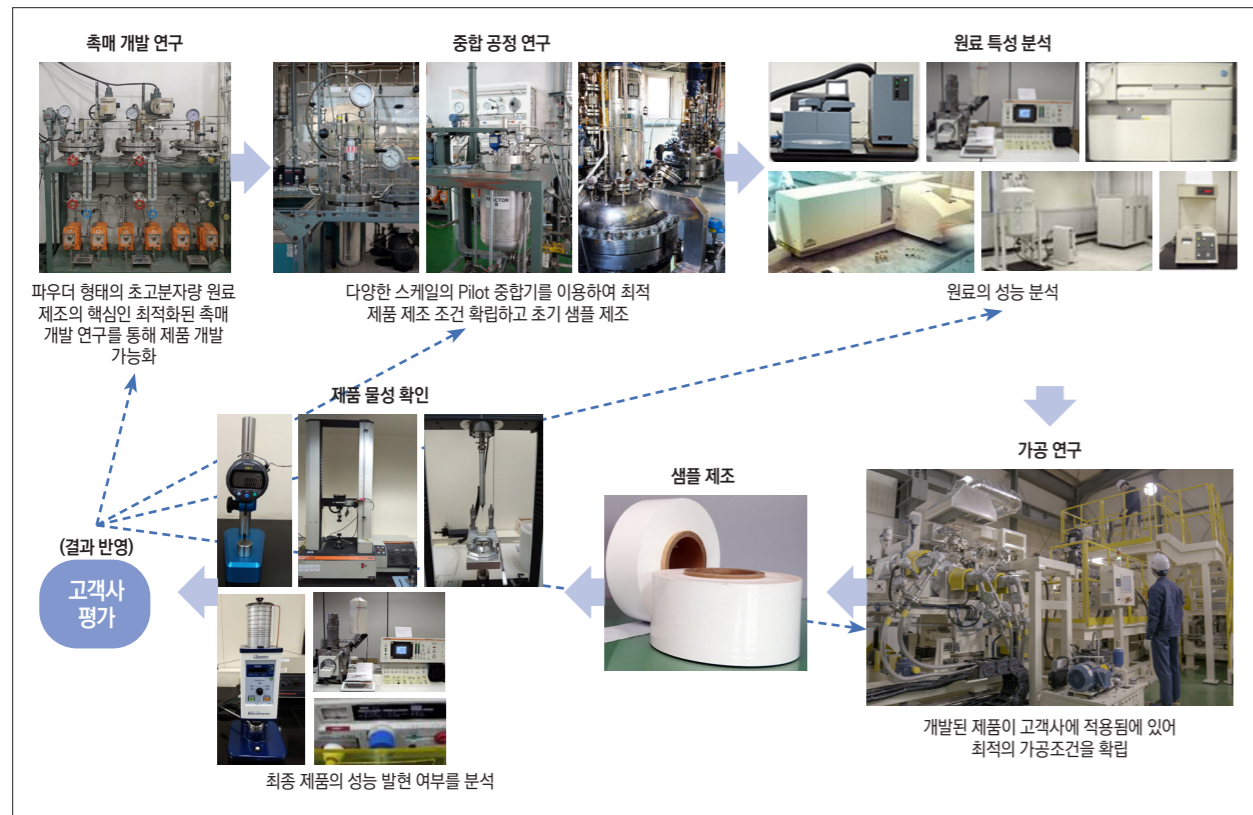 촉매 개발 연구
중합 공정 연구
원료 특성 분석
파우더 형태의 초고분자량 원료
제조의 핵심인 최적화된 촉매
개발 연구를 통해 제품 개발
가능화
다양한 스케일의 Pilot 중합기를 이용하여 최적
제품 제조 조건 확립하고 초기 샘플 제조
원료의 성능 분석
제품 물성 확인
샘플 제조
가공 연구
(결과 반영)
고객사
평가
개발된 제품이 고객사에 적용됨에 있어
최적의 가공조건을 확립
최종 제품의 성능 발현 여부를 분석